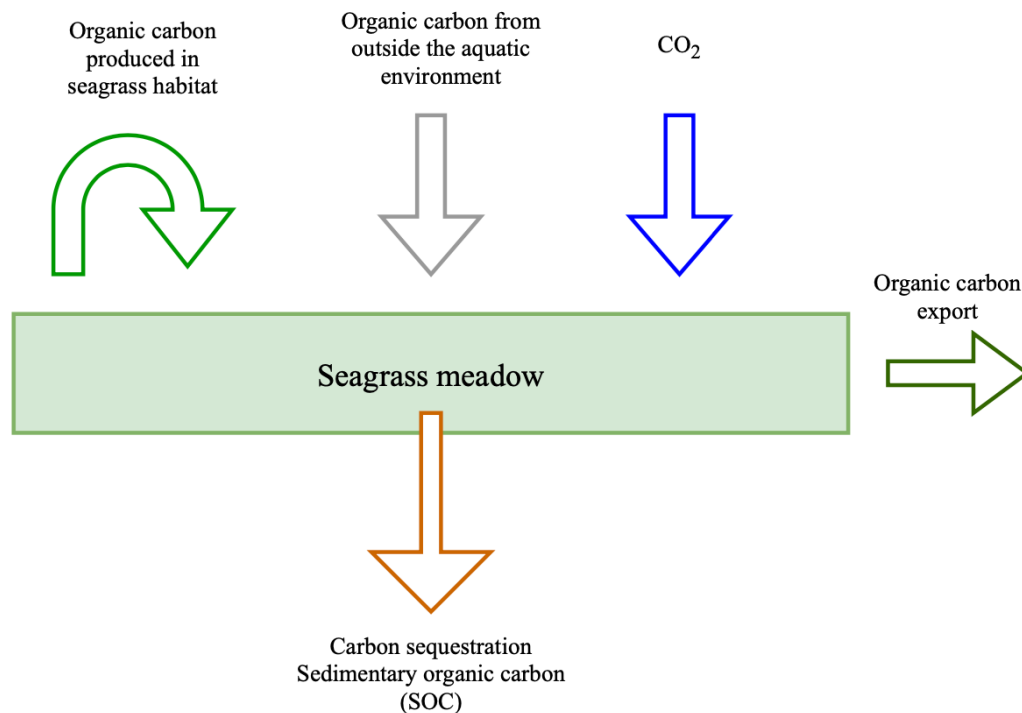 Organic carbon
produced in
seagrass habitat
Organic carbon from
outside the aquatic
environment
CO₂
Organic carbon
export
Seagrass meadow
Carbon sequestration
Sedimentary organic carbon
(SOC)